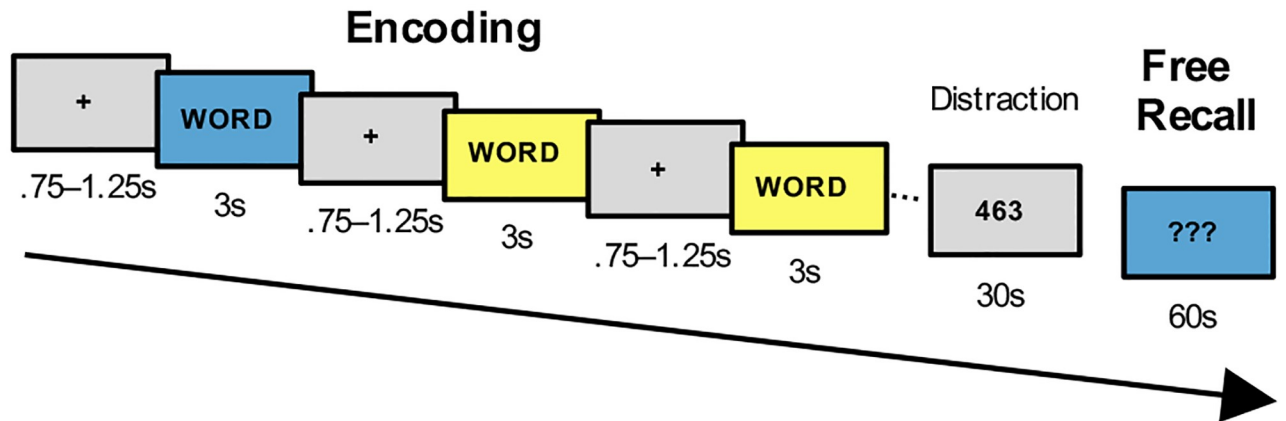 Encoding
+
.75–1.25s
WORD
3s
+
.75–1.25s
WORD
3s
+
.75–1.25s
WORD
3s
...
Distraction
463
30s
Free
Recall
???
60s